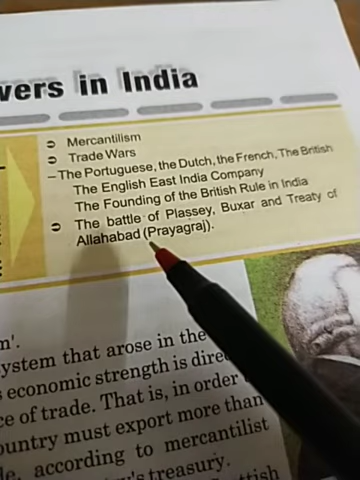 vers in India
Mercantilism
Trade Wars
–The Portuguese, the Dutch, the French, The British
The English East India Company
The Founding of the British Rule in India
The battle of Plassey, Buxar and Treaty of
Allahabad (Prayagraj).
m'.
ystem that arose in the
s economic strength is dire
ce of trade. That is, in order
ountry must export more than
le, according to mercantilist
y's treasury.
ttish